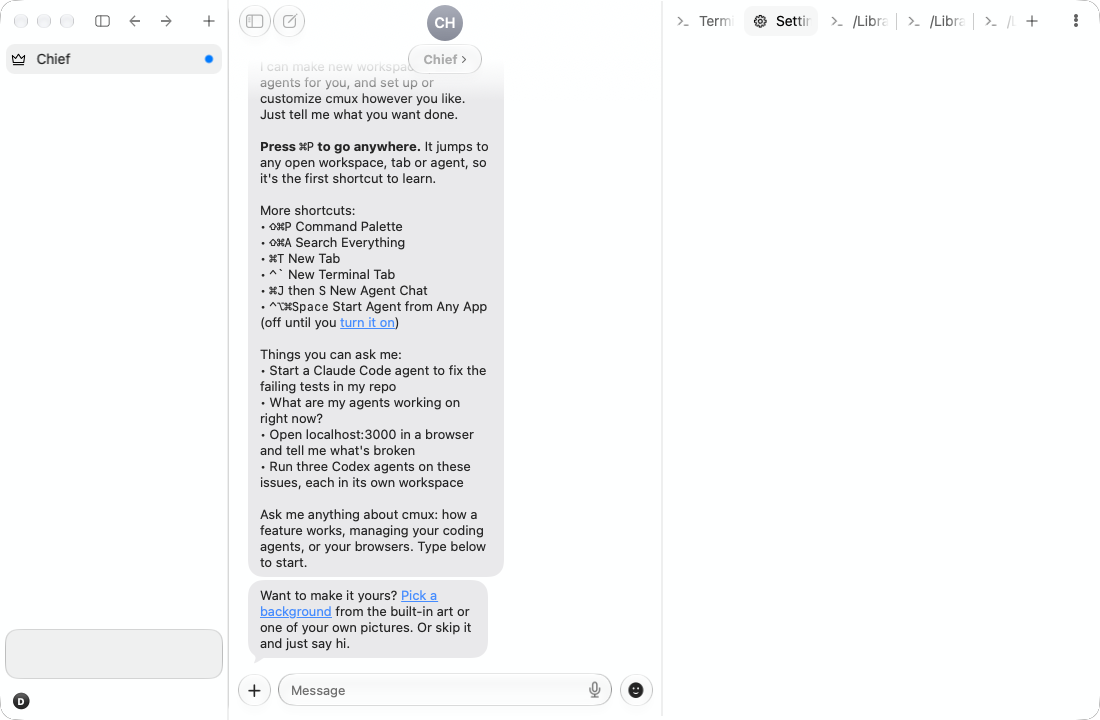 Chief
CH
Chief
I can make new
agents for you, and set up or
customize cmux however you like.
Just tell me what you want done.
Press ⌘P to go anywhere. It jumps to
any open workspace, tab or agent, so
it's the first shortcut to learn.
More shortcuts:
• ⇧⌘P Command Palette
• ⇧⌘A Search Everything
• ⌘T New Tab
• ^` New Terminal Tab
• ⌘J then S New Agent Chat
• ^⌥⌘Space Start Agent from Any App
(off until you turn it on)
Things you can ask me:
• Start a Claude Code agent to fix the
failing tests in my repo
• What are my agents working on
right now?
• Open localhost:3000 in a browser
and tell me what's broken
• Run three Codex agents on these
issues, each in its own workspace
Ask me anything about cmux: how a
feature works, managing your coding
agents, or your browsers. Type below
to start.
Want to make it yours? Pick a
background from the built-in art or
one of your own pictures. Or skip it
and just say hi.
Message
Termi
Settin
/Libra
/Libra
D